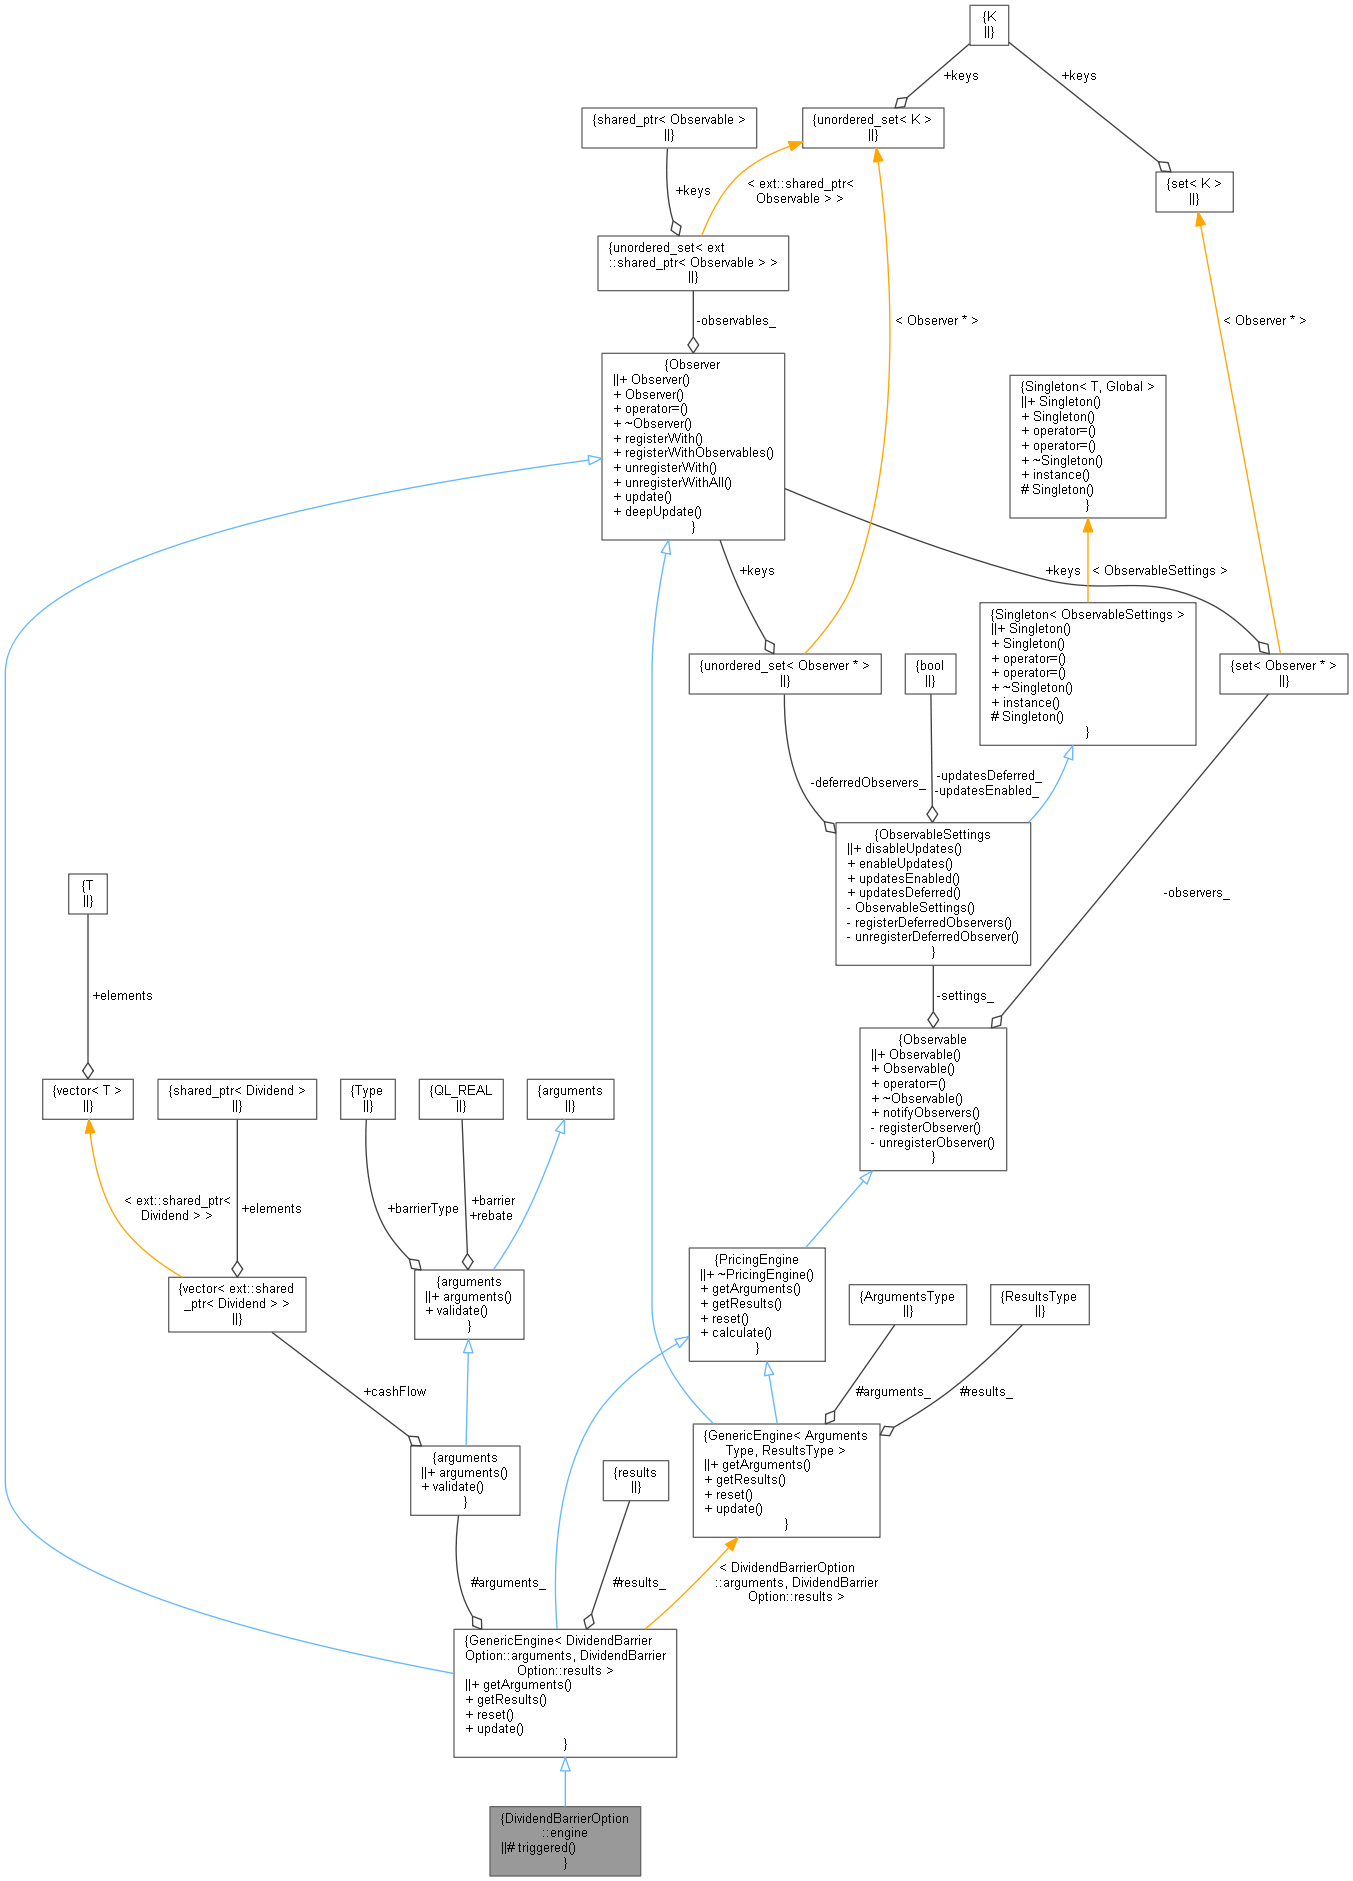 {K
||}
+keys
+keys
{shared_ptr< Observable >
||}
{unordered_set< K >
||}
+keys
< ext::shared_ptr<
Observable > >
{set< K >
||}
{unordered_set< ext
::shared_ptr< Observable > >
||}
-observables_
< Observer * >
< Observer * >
{Observer
||+ Observer()
+ Observer()
+ operator=()
+ ~Observer()
+ registerWith()
+ registerWithObservables()
+ unregisterWith()
+ unregisterWithAll()
+ update()
+ deepUpdate()
}
{Singleton< T, Global >
||+ Singleton()
+ Singleton()
+ operator=()
+ operator=()
+ ~Singleton()
+ instance()
# Singleton()
}
+keys
+keys
< ObservableSettings >
{Singleton< ObservableSettings >
||+ Singleton()
+ Singleton()
+ operator=()
+ operator=()
+ ~Singleton()
+ instance()
# Singleton()
}
{unordered_set< Observer * >
||}
{bool
||}
{set< Observer * >
||}
-deferredObservers_
-updatesDeferred_
-updatesEnabled_
{ObservableSettings
||+ disableUpdates()
+ enableUpdates()
+ updatesEnabled()
+ updatesDeferred()
- ObservableSettings()
- registerDeferredObservers()
- unregisterDeferredObserver()
}
-observers_
{T
||}
+elements
-settings_
{Observable
||+ Observable()
+ Observable()
+ operator=()
+ ~Observable()
+ notifyObservers()
- registerObserver()
- unregisterObserver()
}
{vector< T >
||}
{shared_ptr< Dividend >
||}
{Type
||}
{QL_REAL
||}
{arguments
||}
< ext::shared_ptr<
Dividend > >
+elements
+barrierType
+barrier
+rebate
{vector< ext::shared
_ptr< Dividend > >
||}
{arguments
||+ arguments()
+ validate()
}
{PricingEngine
||+ ~PricingEngine()
+ getArguments()
+ getResults()
+ reset()
+ calculate()
}
{ArgumentsType
||}
{ResultsType
||}
+cashFlow
#arguments_
#results_
{arguments
||+ arguments()
+ validate()
}
{results
||}
{GenericEngine< Arguments
Type, ResultsType >
||+ getArguments()
+ getResults()
+ reset()
+ update()
}
#arguments_
#results_
< DividendBarrierOption
::arguments, DividendBarrier
Option::results >
{GenericEngine< DividendBarrier
Option::arguments, DividendBarrier
Option::results >
||+ getArguments()
+ getResults()
+ reset()
+ update()
}
{DividendBarrierOption
::engine
||# triggered()
}